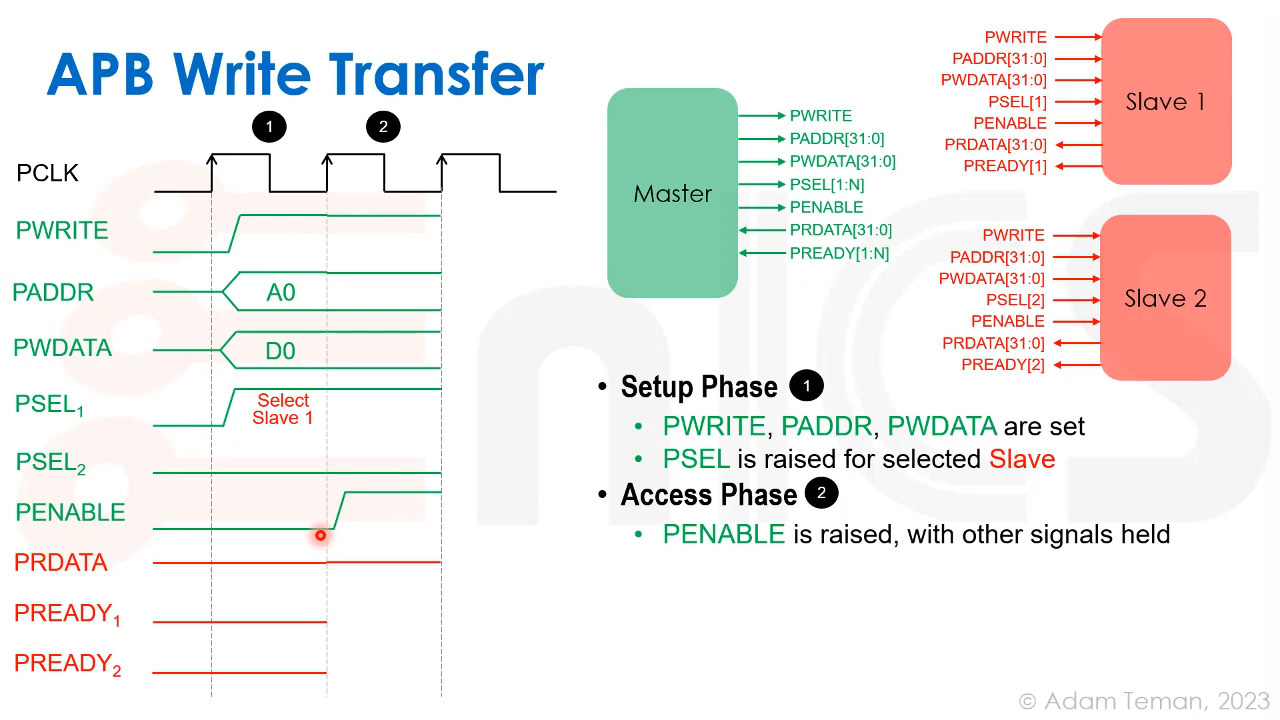 APB Write Transfer
1
2
PCLK
PWRITE
PADDR
A0
PWDATA
D0
PSEL1
Select
Slave 1
PSEL2
PENABLE
PRDATA
PREADY1
PREADY2
Master
PWRITE
PADDR[31:0]
PWDATA[31:0]
PSEL[1:N]
PENABLE
PRDATA[31:0]
PREADY[1:N]
PWRITE
PADDR[31:0]
PWDATA[31:0]
PSEL[1]
PENABLE
PRDATA[31:0]
PREADY[1]
Slave 1
PWRITE
PADDR[31:0]
PWDATA[31:0]
PSEL[2]
PENABLE
PRDATA[31:0]
PREADY[2]
Slave 2
• Setup Phase 1
• PWRITE, PADDR, PWDATA are set
• PSEL is raised for selected Slave
• Access Phase 2
• PENABLE is raised, with other signals held
© Adam Teman, 2023